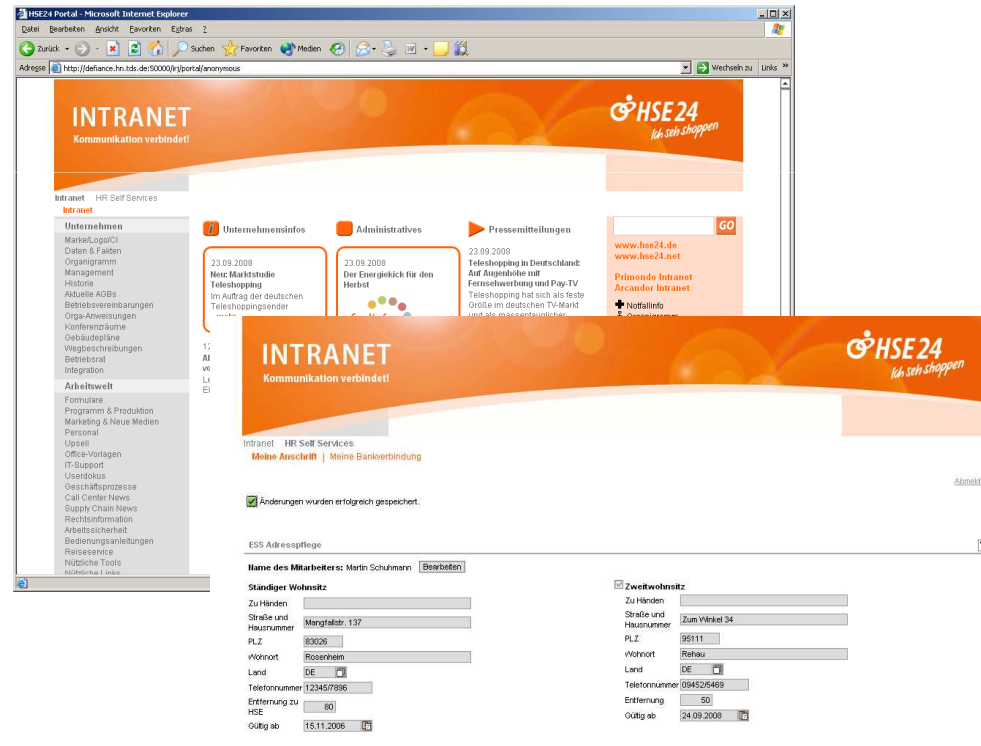 HSE24 Portal - Microsoft Internet Explorer
Datei Bearbeiten Ansicht Favoriten Extras ?
Zurück Suchen Favoriten Medien
Adresse http://defiance.hn.tds.de:50000/irj/portal/anonymous Wechseln zu Links »
INTRANET
Kommunikation verbindet!
HSE24
Ich seh shoppen
Intranet HR Self Services
Intranet
Unternehmen
Marke/Logo/CI
Daten & Fakten
Organigramm
Management
Historie
Aktuelle AGBs
Betriebsvereinbarungen
Orga-Anweisungen
Konferenzräume
Gebäudepläne
Wegbeschreibungen
Betriebsrat
Integration
Arbeitswelt
Formulare
Programm & Produktion
Marketing & Neue Medien
Personal
Upsell
Office-Vorlagen
IT-Support
Userdokus
Geschäftsprozesse
Call Center News
Supply Chain News
Rechtsinformation
Arbeitssicherheit
Bedienungsanleitungen
Reiseservice
Nützliche Tools
Nützliche Links
Unternehmensinfos
23.09.2008
Neu: Marktstudie
Teleshopping
Im Auftrag der deutschen
Teleshoppingsender
Administratives
23.09.2008
Der Energiekick für den
Herbst
Pressemitteilungen
23.09.2008
Teleshopping in Deutschland:
Auf Augenhöhe mit
Fernsehwerbung und Pay-TV
Teleshopping hat sich als feste
Größe im deutschen TV-Markt
und als massentauglicher
GO
www.hse24.de
www.hse24.net
Primondo Intranet
Arcandor Intranet
Notfallinfo
Organigramm
INTRANET
Kommunikation verbindet!
HSE24
Ich seh shoppen
Intranet HR Self Services
Meine Anschrift | Meine Bankverbindung
Abmeld
Änderungen wurden erfolgreich gespeichert.
ESS Adresspflege
Name des Mitarbeiters: Martin Schuhmann Bearbeiten
Ständiger Wohnsitz
Zu Händen
Straße und
Hausnummer Mangfallstr. 137
PLZ 83026
Wohnort Rosenheim
Land DE
Telefonnummer 12345/7896
Entfernung zu
HSE 80
Gültig ab 15.11.2006
Zweitwohnsitz
Zu Händen
Straße und
Hausnummer Zum Winkel 34
PLZ 95111
Wohnort Rehau
Land DE
Telefonnummer 09452/5469
Entfernung 50
Gültig ab 24.09.2008